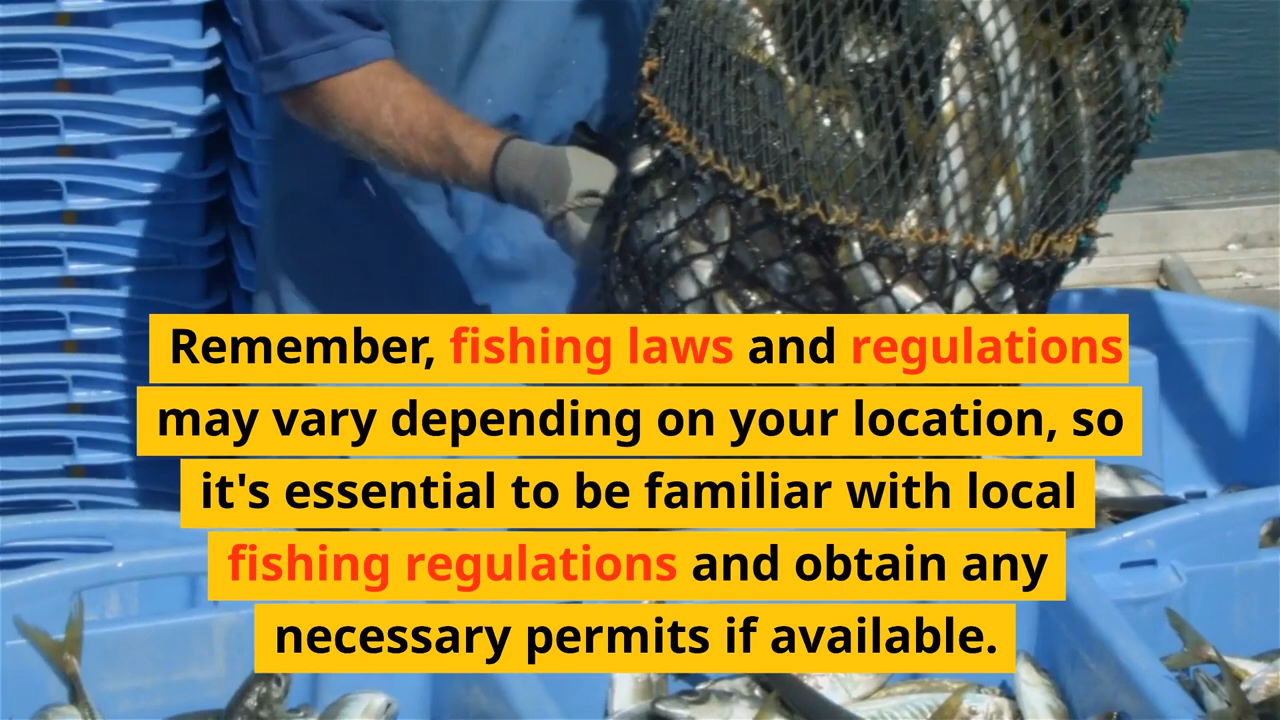 Remember, fishing laws and regulations
may vary depending on your location, so
it's essential to be familiar with local
fishing regulations and obtain any
necessary permits if available.